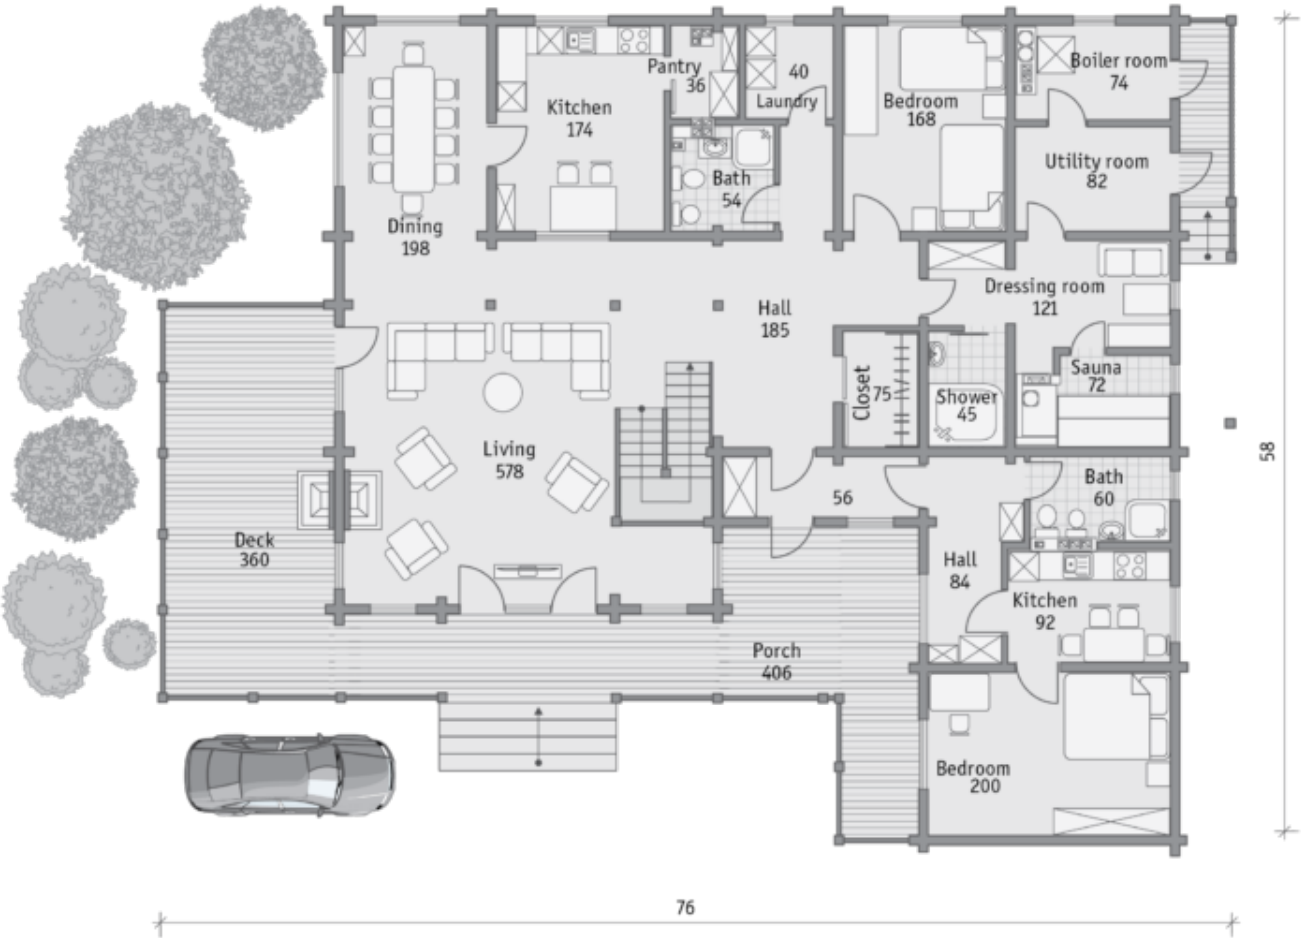 Pantry
36
40
Laundry
Kitchen
174
Bedroom
168
Boiler room
74
Utility room
82
Bath
54
Dining
198
Dressing room
121
Hall
185
Closet 75
Sauna
72
Shower
45
Living
578
56
Bath
60
Deck
360
Hall
84
Kitchen
92
Porch
406
Bedroom
200
58
76